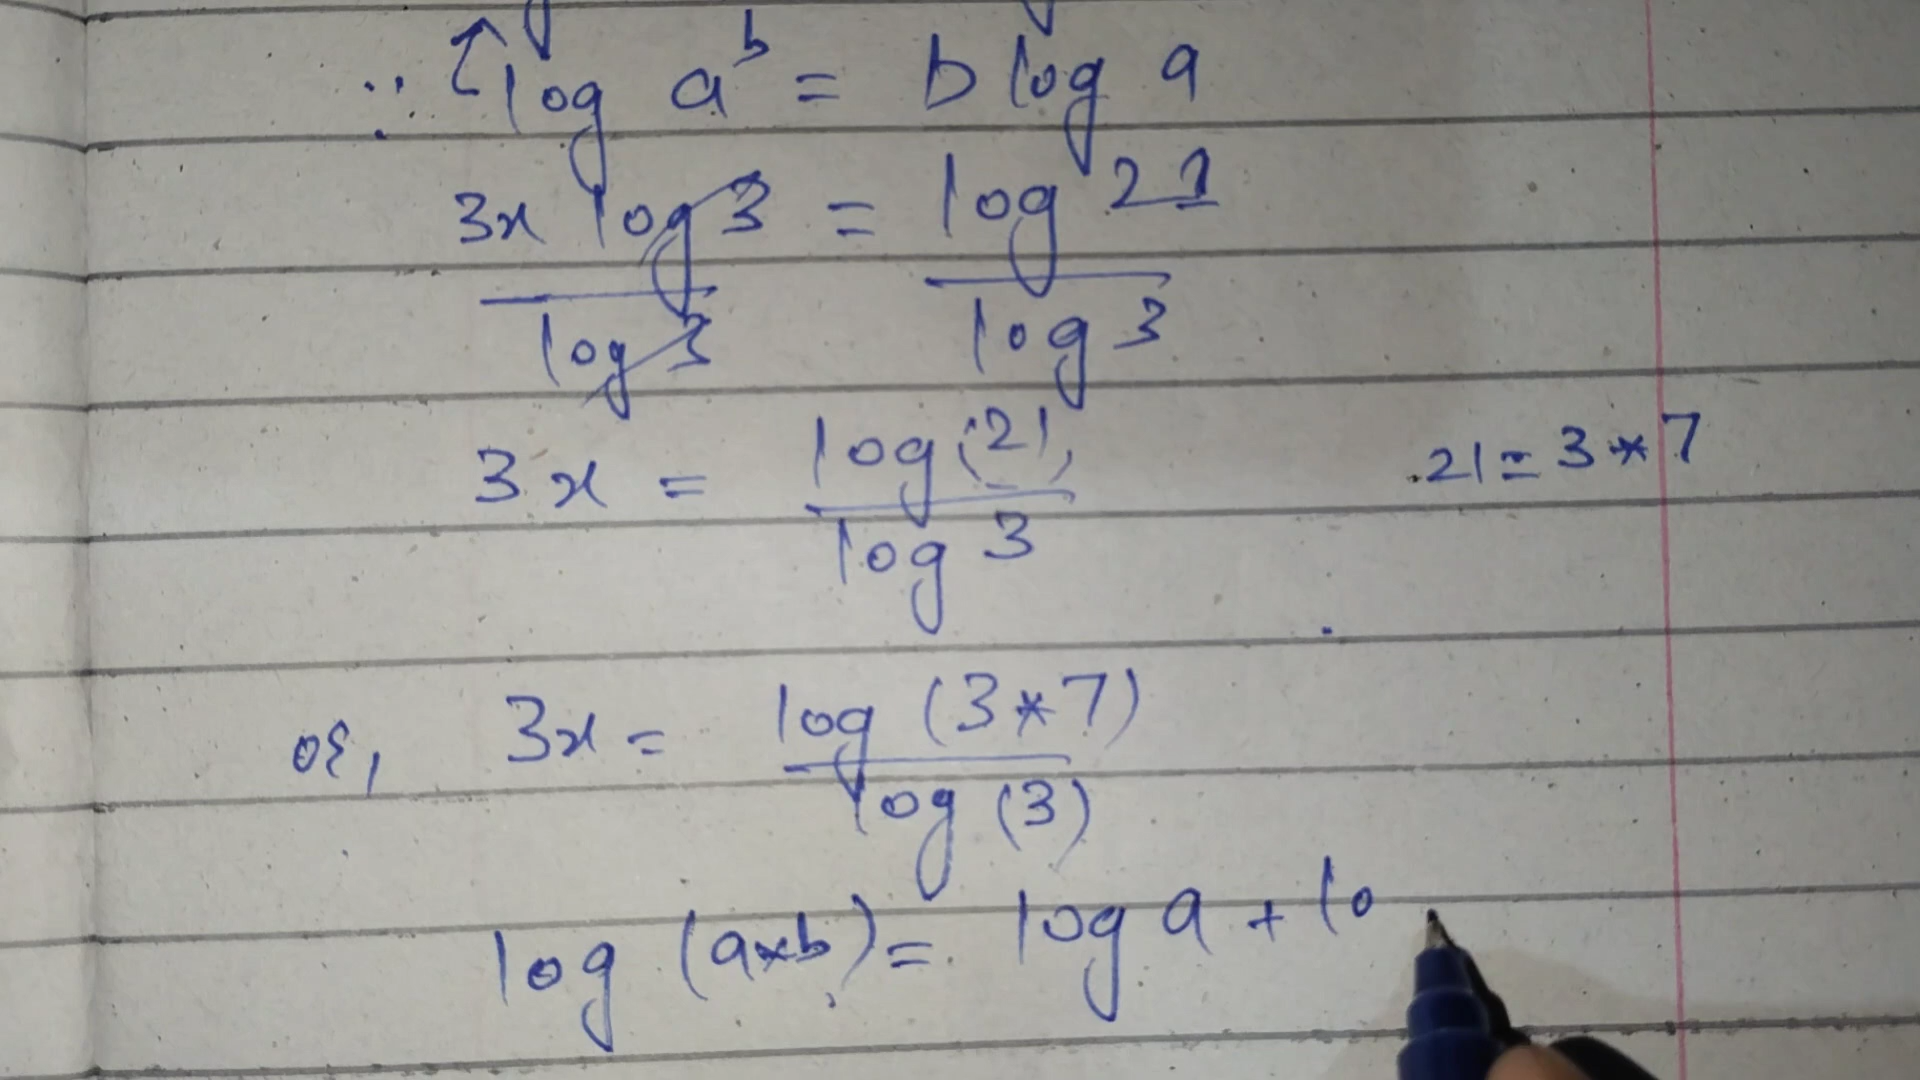 ∵ log a^b = b log a
3x log 3 / log 3 = log 21 / log 3
3x = log (21) / log 3
21 = 3 * 7
or, 3x = log (3*7) / log (3)
log (a*b) = log a + lo